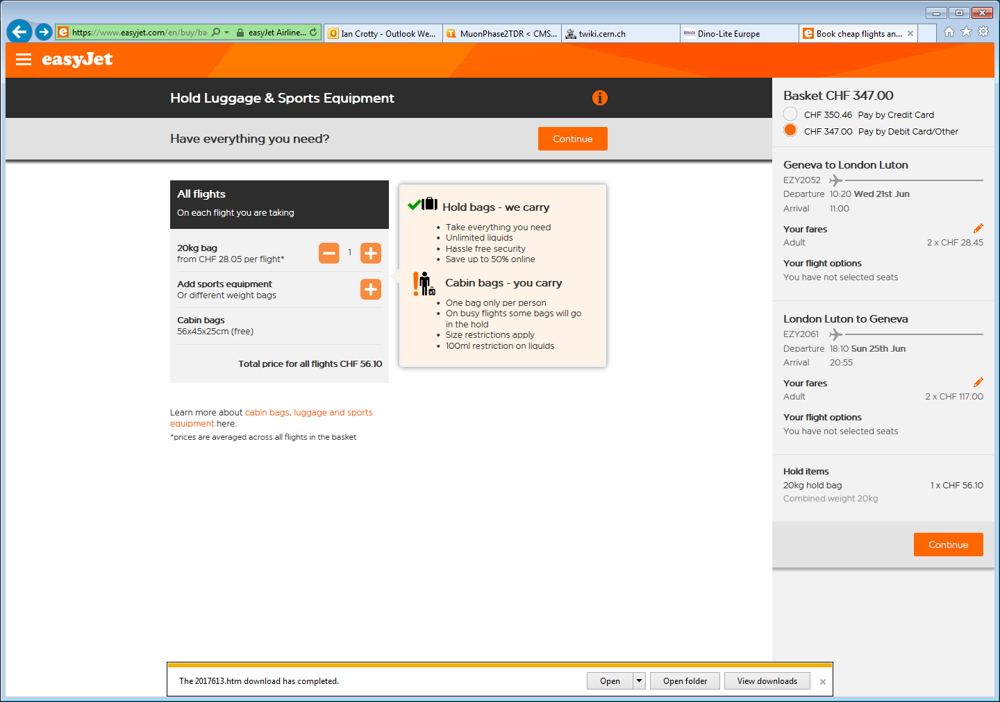 https://www.easyjet.com/en/buy/ba
easyJet Airline...
Ian Crotty - Outlook We...
MuonPhase2TDR < CMS...
twiki.cern.ch
Dino-Lite Europe
Book cheap flights an...
easyJet
Hold Luggage & Sports Equipment
Have everything you need?
Continue
All flights
On each flight you are taking
20kg bag
from CHF 28.05 per flight*
1
Add sports equipment
Or different weight bags
Cabin bags
56x45x25cm (free)
Total price for all flights CHF 56.10
Hold bags - we carry
• Take everything you need
• Unlimited liquids
• Hassle free security
• Save up to 50% online
Cabin bags - you carry
• One bag only per person
• On busy flights some bags will go
in the hold
• Size restrictions apply
• 100ml restriction on liquids
Learn more about cabin bags, luggage and sports
equipment here.
*prices are averaged across all flights in the basket
Basket CHF 347.00
CHF 350.46 Pay by Credit Card
CHF 347.00 Pay by Debit Card/Other
Geneva to London Luton
EZY2052
Departure 10:20 Wed 21st Jun
Arrival 11:00
Your fares
Adult 2 x CHF 28.45
Your flight options
You have not selected seats
London Luton to Geneva
EZY2061
Departure 18:10 Sun 25th Jun
Arrival 20:55
Your fares
Adult 2 x CHF 117.00
Your flight options
You have not selected seats
Hold items
20kg hold bag 1 x CHF 56.10
Combined weight 20kg
Continue
The 2017613.htm download has completed.
Open
Open folder
View downloads